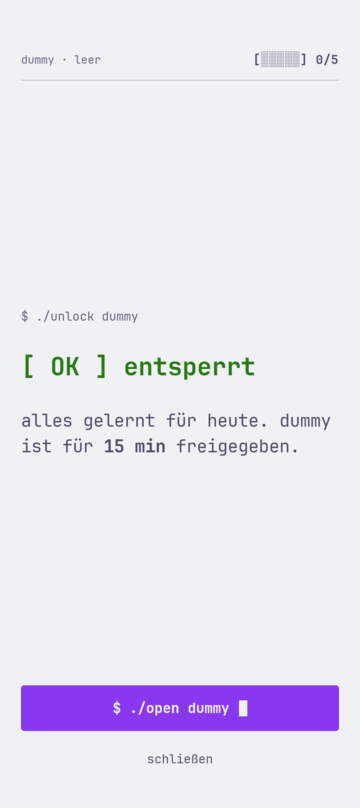 dummy · leer
[░░░░░] 0/5
$ ./unlock dummy
[ OK ] entsperrt
alles gelernt für heute. dummy
ist für 15 min freigegeben.
$ ./open dummy █
schließen